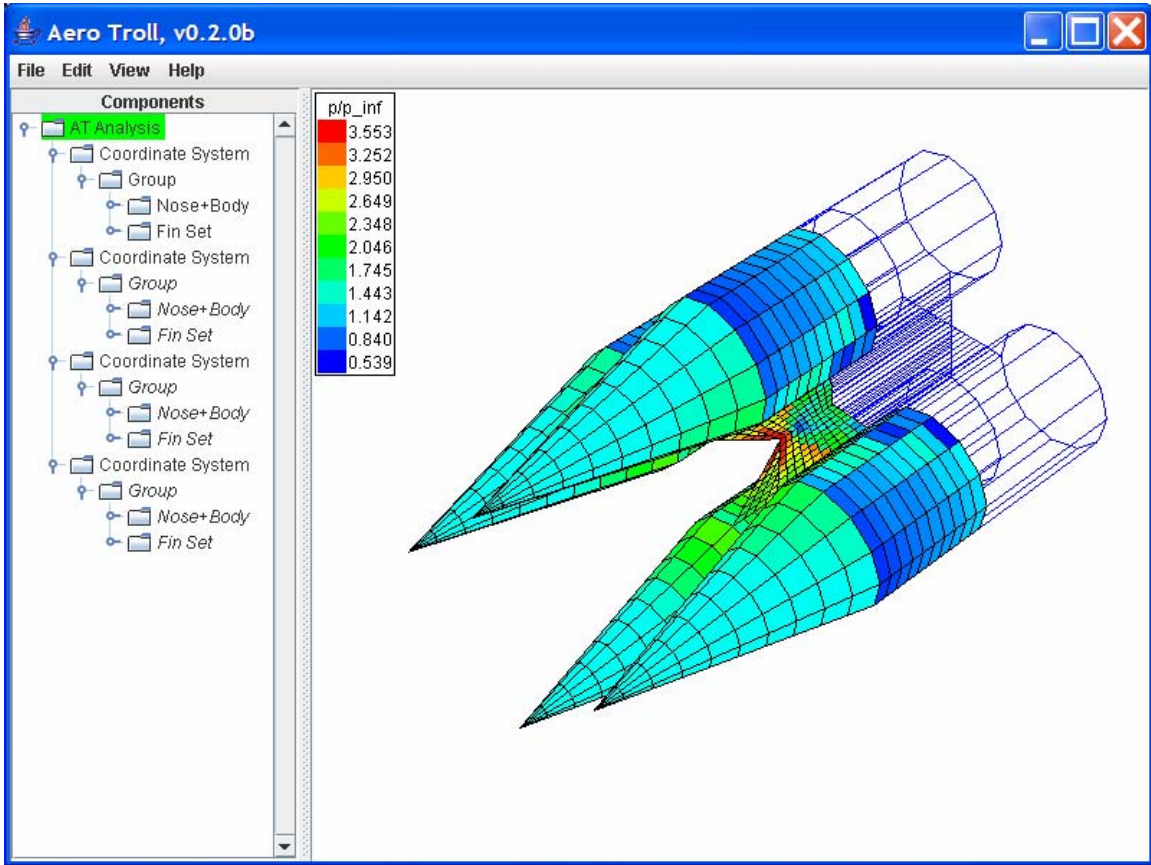 Aero Troll, v0.2.0b
File Edit View Help
Components
AT Analysis
Coordinate System
Group
Nose+Body
Fin Set
Coordinate System
Group
Nose+Body
Fin Set
Coordinate System
Group
Nose+Body
Fin Set
Coordinate System
Group
Nose+Body
Fin Set
p/p_inf
3.553
3.252
2.950
2.649
2.348
2.046
1.745
1.443
1.142
0.840
0.539